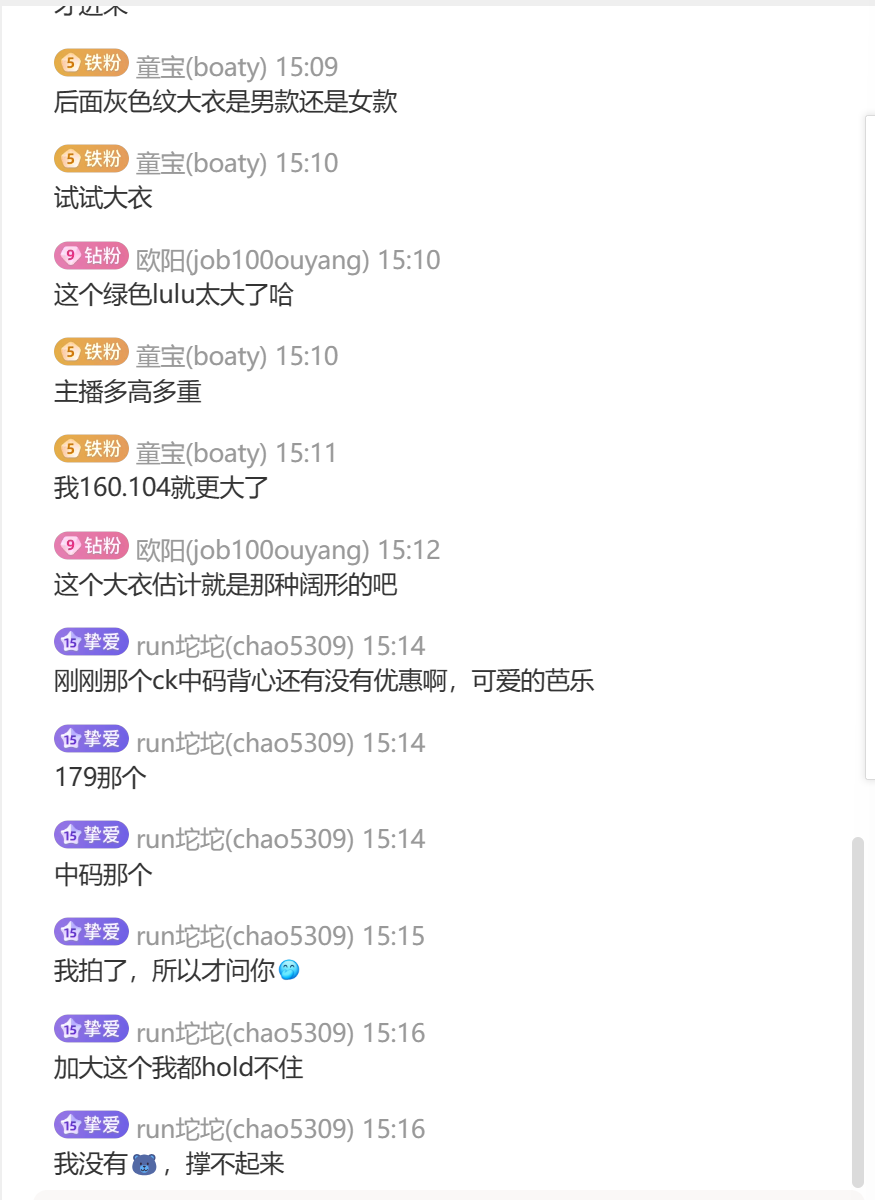 5 铁粉 童宝(boaty) 15:09
后面灰色纹大衣是男款还是女款
5 铁粉 童宝(boaty) 15:10
试试大衣
9 钻粉 欧阳(job100ouyang) 15:10
这个绿色lulu太大了哈
5 铁粉 童宝(boaty) 15:10
主播多高多重
5 铁粉 童宝(boaty) 15:11
我160.104就更大了
9 钻粉 欧阳(job100ouyang) 15:12
这个大衣估计就是那种阔形的吧
15 挚爱 run坨坨(chao5309) 15:14
刚刚那个ck中码背心还有没有优惠啊，可爱的芭乐
15 挚爱 run坨坨(chao5309) 15:14
179那个
15 挚爱 run坨坨(chao5309) 15:14
中码那个
15 挚爱 run坨坨(chao5309) 15:15
我拍了，所以才问你
15 挚爱 run坨坨(chao5309) 15:16
加大这个我都hold不住
15 挚爱 run坨坨(chao5309) 15:16
我没有，撑不起来